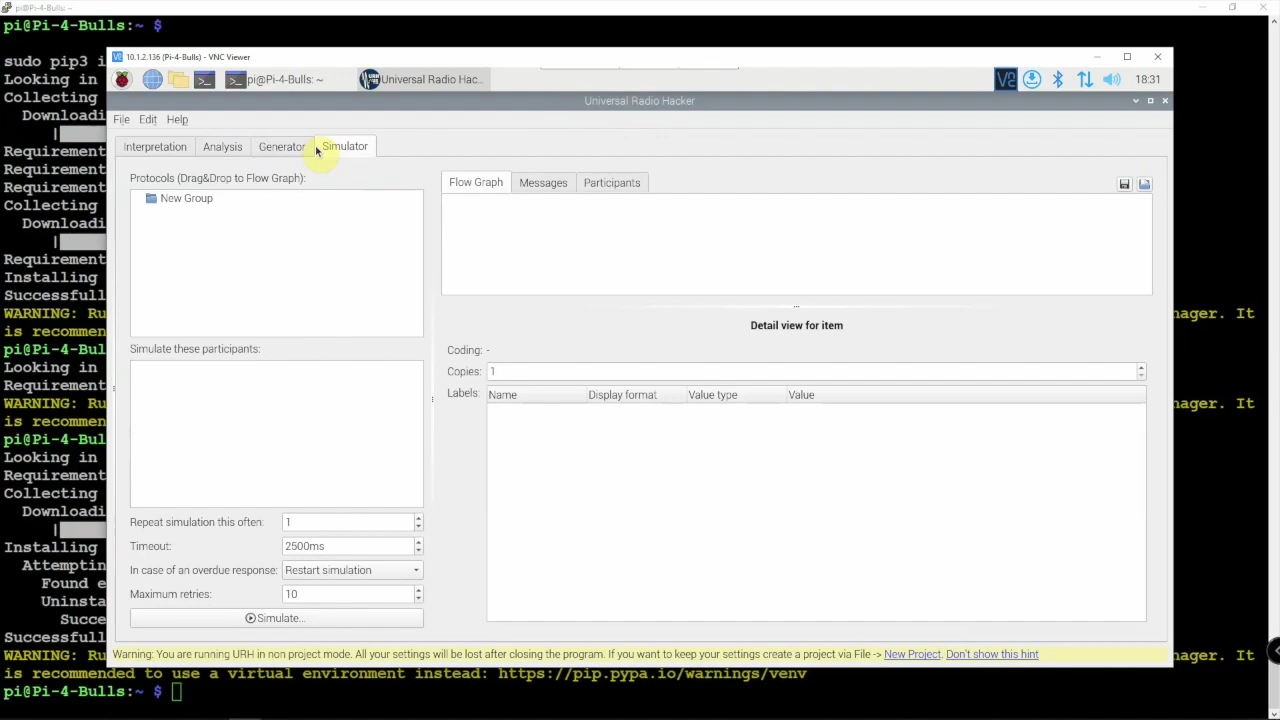 pi@Pi-4-Bulls: ~
pi@Pi-4-Bulls:~ $
sudo pip3 i
Looking in
Collecting
Downloadi
|
Requirement
Requirement
Requirement
Collecting
Downloadi
|
Requirement
Installing
Successfull
WARNING: Ru
nager. It
is recommen
pi@Pi-4-Bul
Looking in
Requirement
WARNING: Ru
nager. It
is recommen
pi@Pi-4-Bul
Looking in
Requirement
Collecting
Downloadi
|
Installing
Attemptin
Found e
Uninsta
Succe
Successfull
WARNING: Ru
nager. It
is recommended to use a virtual environment instead: https://pip.pypa.io/warnings/venv
pi@Pi-4-Bulls:~ $
10.1.2.136 (Pi-4-Bulls) - VNC Viewer
pi@Pi-4-Bulls: ~
Universal Radio Hac...
18:31
Universal Radio Hacker
File Edit Help
Interpretation Analysis Generator Simulator
Protocols (Drag&Drop to Flow Graph):
New Group
Simulate these participants:
Repeat simulation this often: 1
Timeout: 2500ms
In case of an overdue response: Restart simulation
Maximum retries: 10
Simulate...
Flow Graph Messages Participants
Detail view for item
Coding: -
Copies: 1
Labels: Name Display format Value type Value
Warning: You are running URH in non project mode. All your settings will be lost after closing the program. If you want to keep your settings create a project via File -> New Project. Don't show this hint